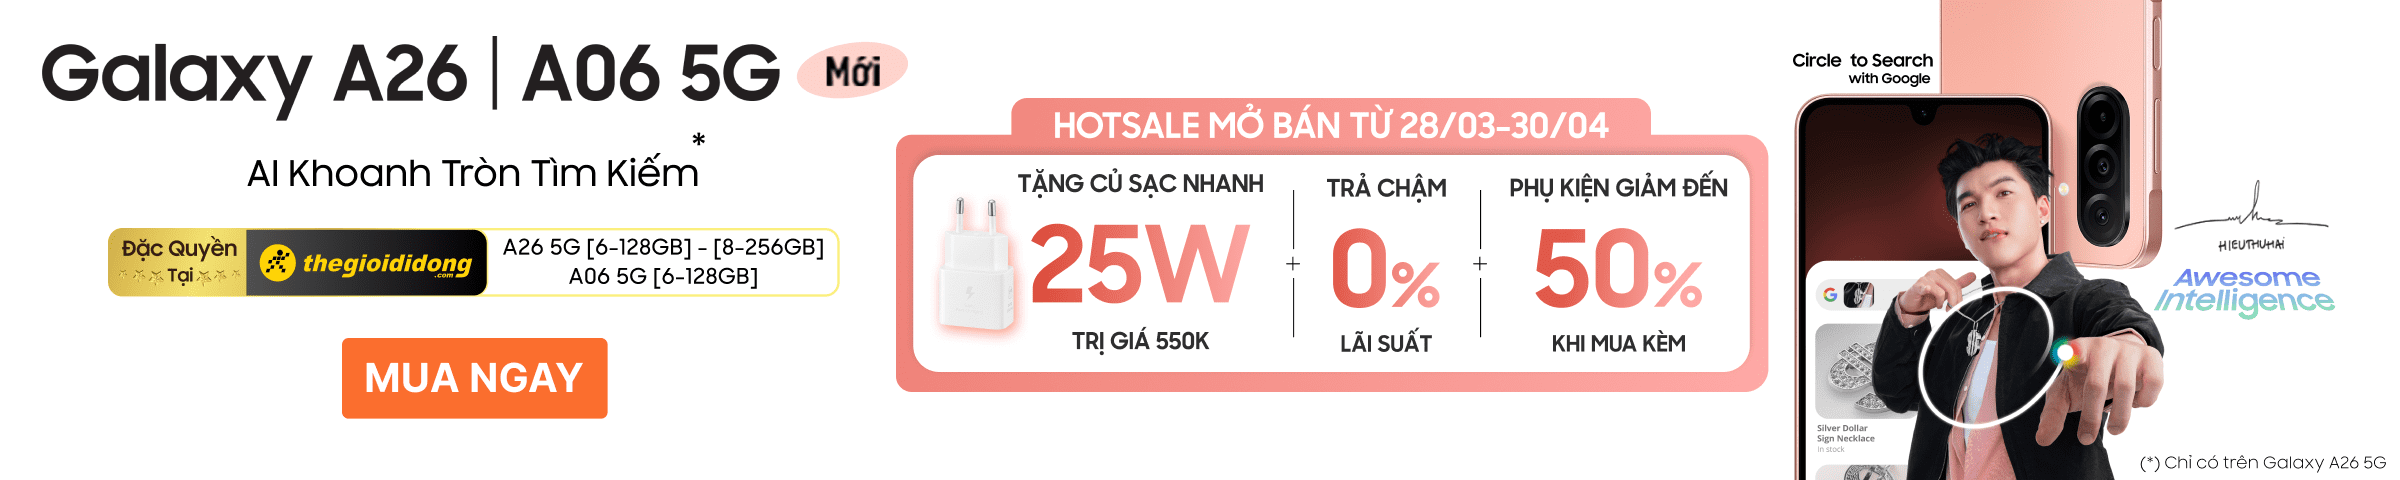 Galaxy A26 | A06 5G Mới
AI Khoanh Tròn Tìm Kiếm*
Đặc Quyền
Tại
thegioididong
.com
A26 5G [6-128GB] - [8-256GB]
A06 5G [6-128GB]
MUA NGAY
HOTSALE MỞ BÁN TỪ 28/03-30/04
TẶNG CỦ SẠC NHANH
25W
TRỊ GIÁ 550K
+
TRẢ CHẬM
0%
LÃI SUẤT
+
PHỤ KIỆN GIẢM ĐẾN
50%
KHI MUA KÈM
Circle to Search
with Google
G
Silver Dollar
Sign Necklace
In stock
HIEUTHUHAI
Awesome
Intelligence
(*) Chỉ có trên Galaxy A26 5G